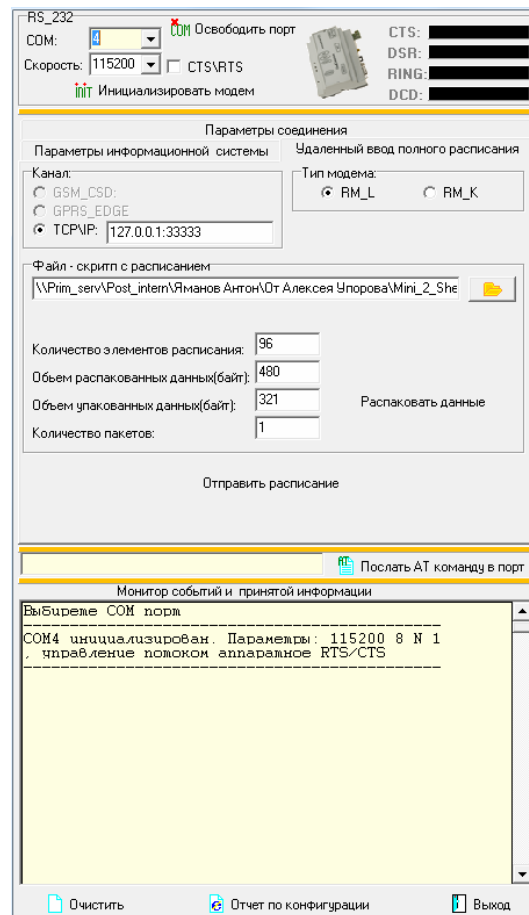 RS_232
COM: 4 COM Освободить порт
Скорость: 115200 CTS\RTS
iniT Инициализировать модем
CTS:
DSR:
RING:
DCD:
Параметры соединения
Параметры информационной системы Удаленный ввод полного расписания
Канал: Тип модема:
GSM_CSD: RM_L RM_K
GPRS_EDGE
TCP\IP: 127.0.0.1:33333
Файл - скритп с расписанием
\\Prim_serv\Post_intern\Яманов Антон\От Алексея Упорова\Mini_2_She
Количество элементов расписания: 96
Обьем распакованных данных(байт): 480
Объем упакованных данных(байт): 321 Распаковать данные
Количество пакетов: 1
Отправить расписание
AT Послать АТ команду в порт
Монитор событий и принятой информации
Выбирете COM порт
COM4 инициализирован. Параметры: 115200 8 N 1
, управление потоком аппаратное RTS/CTS
Очистить Отчет по конфигурации Выход